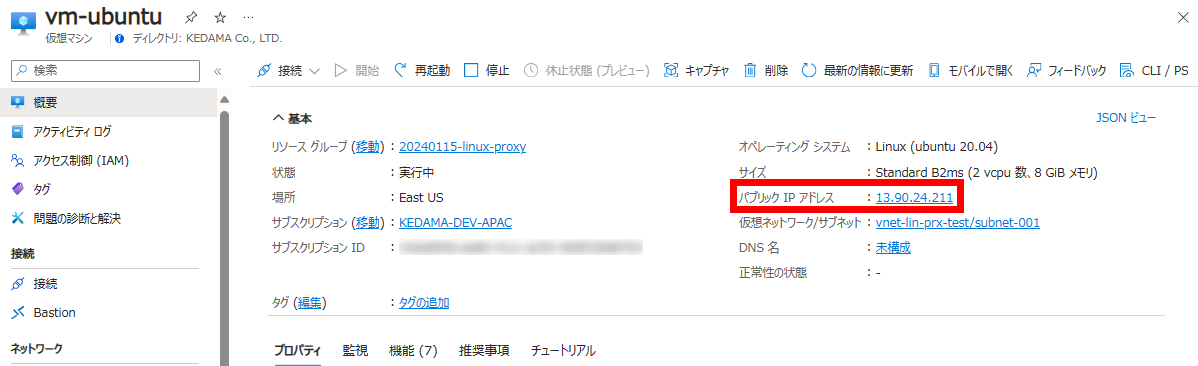 vm-ubuntu
仮想マシン ディレクトリ: KEDAMA Co., LTD.
検索
接続 開始 再起動 停止 休止状態 (プレビュー) キャプチャ 削除 最新の情報に更新 モバイルで開く フィードバック CLI / PS
概要
アクティビティ ログ
アクセス制御 (IAM)
タグ
問題の診断と解決
接続
接続
Bastion
ネットワーク
基本 JSON ビュー
リソース グループ (移動) : 20240115-linux-proxy
状態 : 実行中
場所 : East US
サブスクリプション (移動) : KEDAMA-DEV-APAC
サブスクリプション ID :
オペレーティング システム : Linux (ubuntu 20.04)
サイズ : Standard B2ms (2 vcpu 数、8 GiB メモリ)
パブリック IP アドレス : 13.90.24.211
仮想ネットワーク/サブネット : vnet-lin-prx-test/subnet-001
DNS 名 : 未構成
正常性の状態 : -
タグ (編集) : タグの追加
プロパティ 監視 機能 (7) 推奨事項 チュートリアル